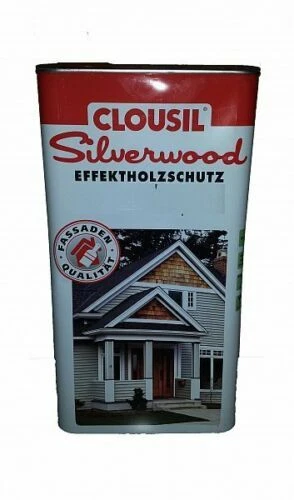 CLOUSIL®
Silverwood
EFFEKTHOLZSCHUTZ
FASSADEN
QUALITÄT